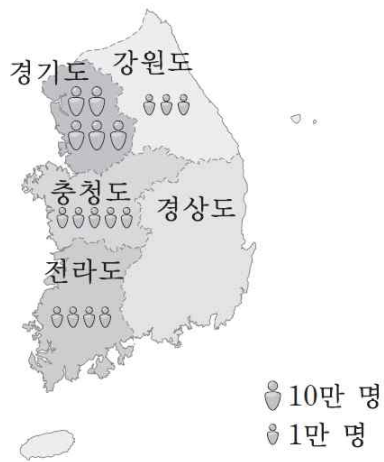 경기도
강원도
충청도
경상도
전라도
10만 명
1만 명